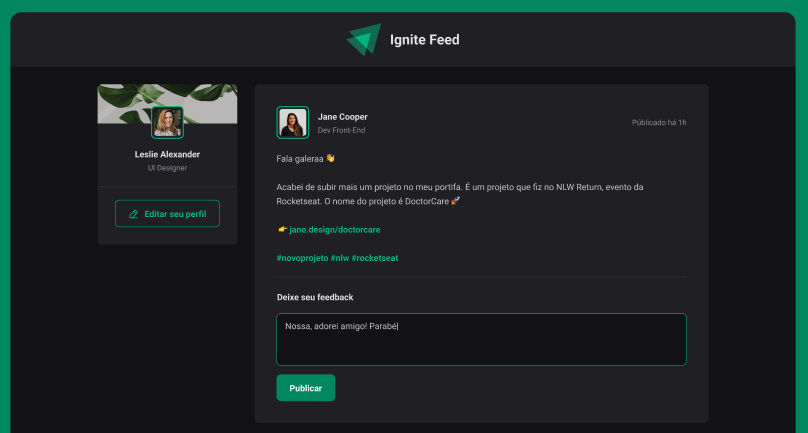 Ignite Feed
Leslie Alexander
UI Designer
Editar seu perfil
Jane Cooper
Dev Front-End
Públicado há 1h
Fala galeraa 👋
Acabei de subir mais um projeto no meu portifa. É um projeto que fiz no NLW Return, evento da
Rocketseat. O nome do projeto é DoctorCare 🚀
👉 jane.design/doctorcare
#novoprojeto #nlw #rocketseat
Deixe seu feedback
Nossa, adorei amigo! Parabé|
Publicar